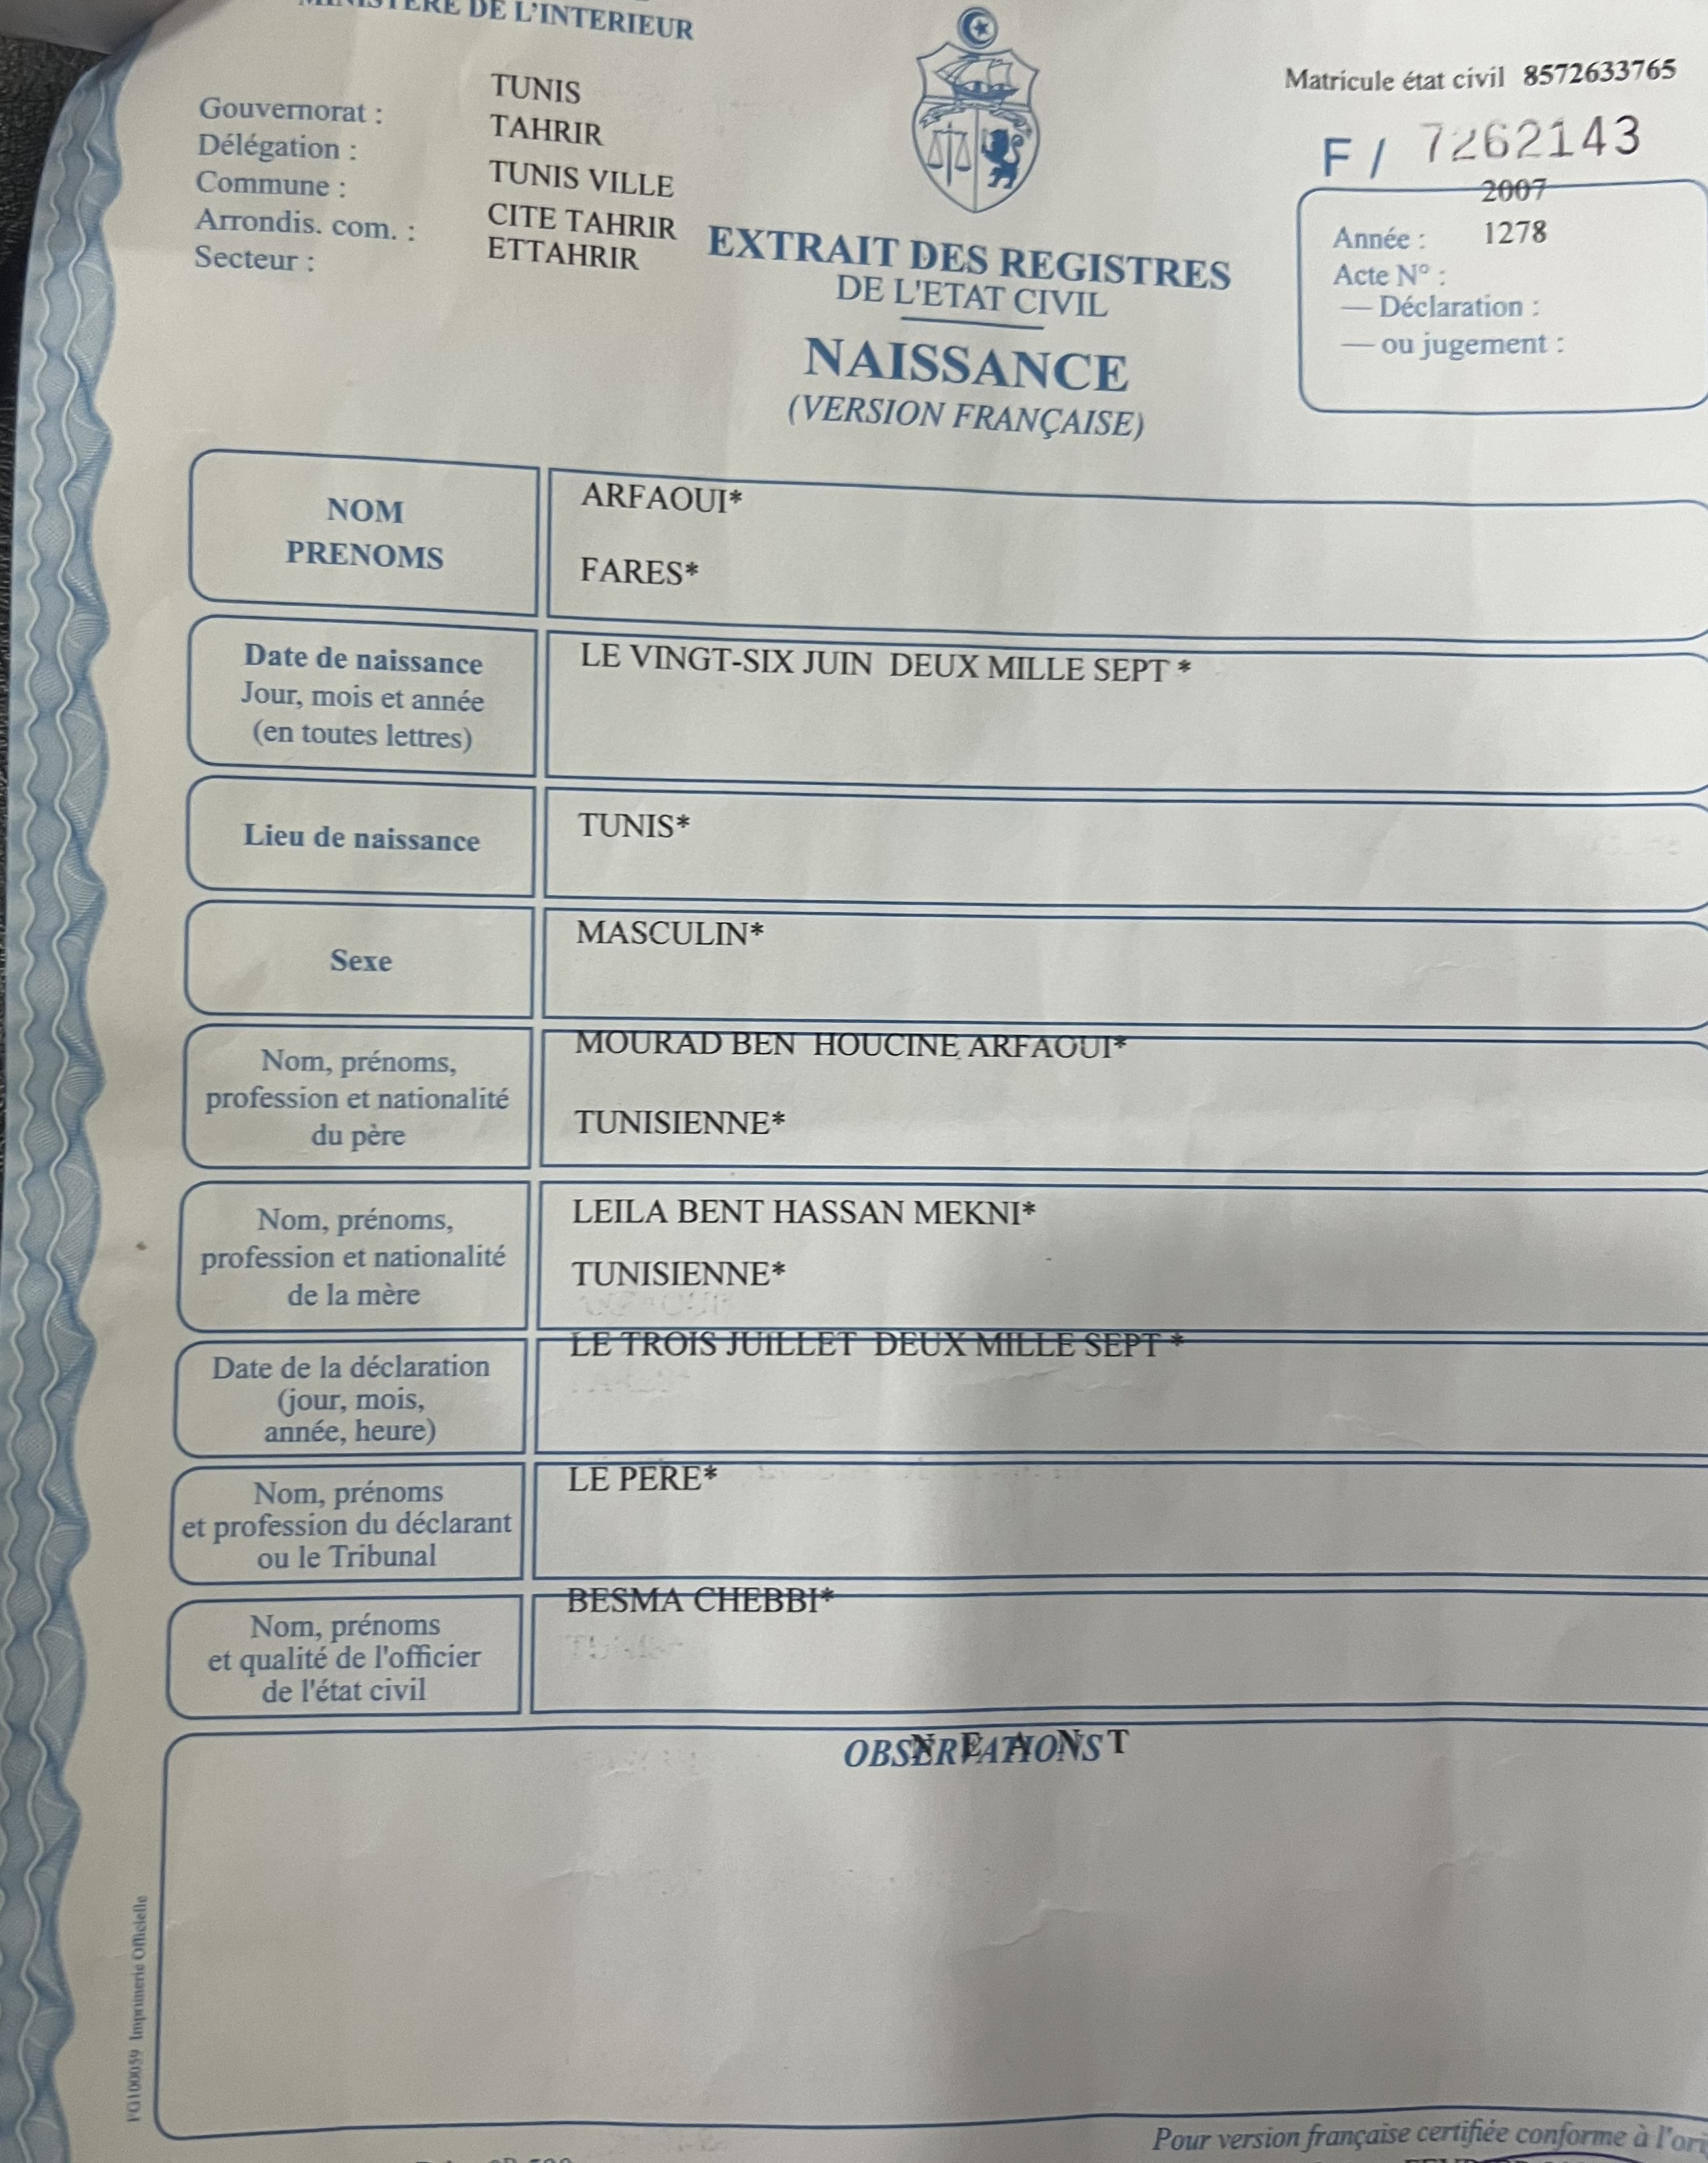 MINISTERE DE L'INTERIEUR
Gouvernorat : TUNIS
Délégation : TAHRIR
Commune : TUNIS VILLE
Arrondis. com. : CITE TAHRIR
Secteur : ETTAHRIR
Matricule état civil 8572633765
F / 7262143
2007
Année : 1278
Acte N° :
— Déclaration :
— ou jugement :
EXTRAIT DES REGISTRES
DE L'ETAT CIVIL
NAISSANCE
(VERSION FRANÇAISE)
NOM
PRENOMS
ARFAOUI*
FARES*
Date de naissance
Jour, mois et année
(en toutes lettres)
LE VINGT-SIX JUIN DEUX MILLE SEPT *
Lieu de naissance
TUNIS*
Sexe
MASCULIN*
Nom, prénoms,
profession et nationalité
du père
MOURAD BEN HOUCINE ARFAOUI*
TUNISIENNE*
Nom, prénoms,
profession et nationalité
de la mère
LEILA BENT HASSAN MEKNI*
TUNISIENNE*
Date de la déclaration
(jour, mois,
année, heure)
LE TROIS JUILLET DEUX MILLE SEPT *
Nom, prénoms
et profession du déclarant
ou le Tribunal
LE PERE*
Nom, prénoms
et qualité de l'officier
de l'état civil
BESMA CHEBBI*
OBSERVATIONS
N E A N T
FG100059 Imprimerie Officielle
Pour version française certifiée conforme à